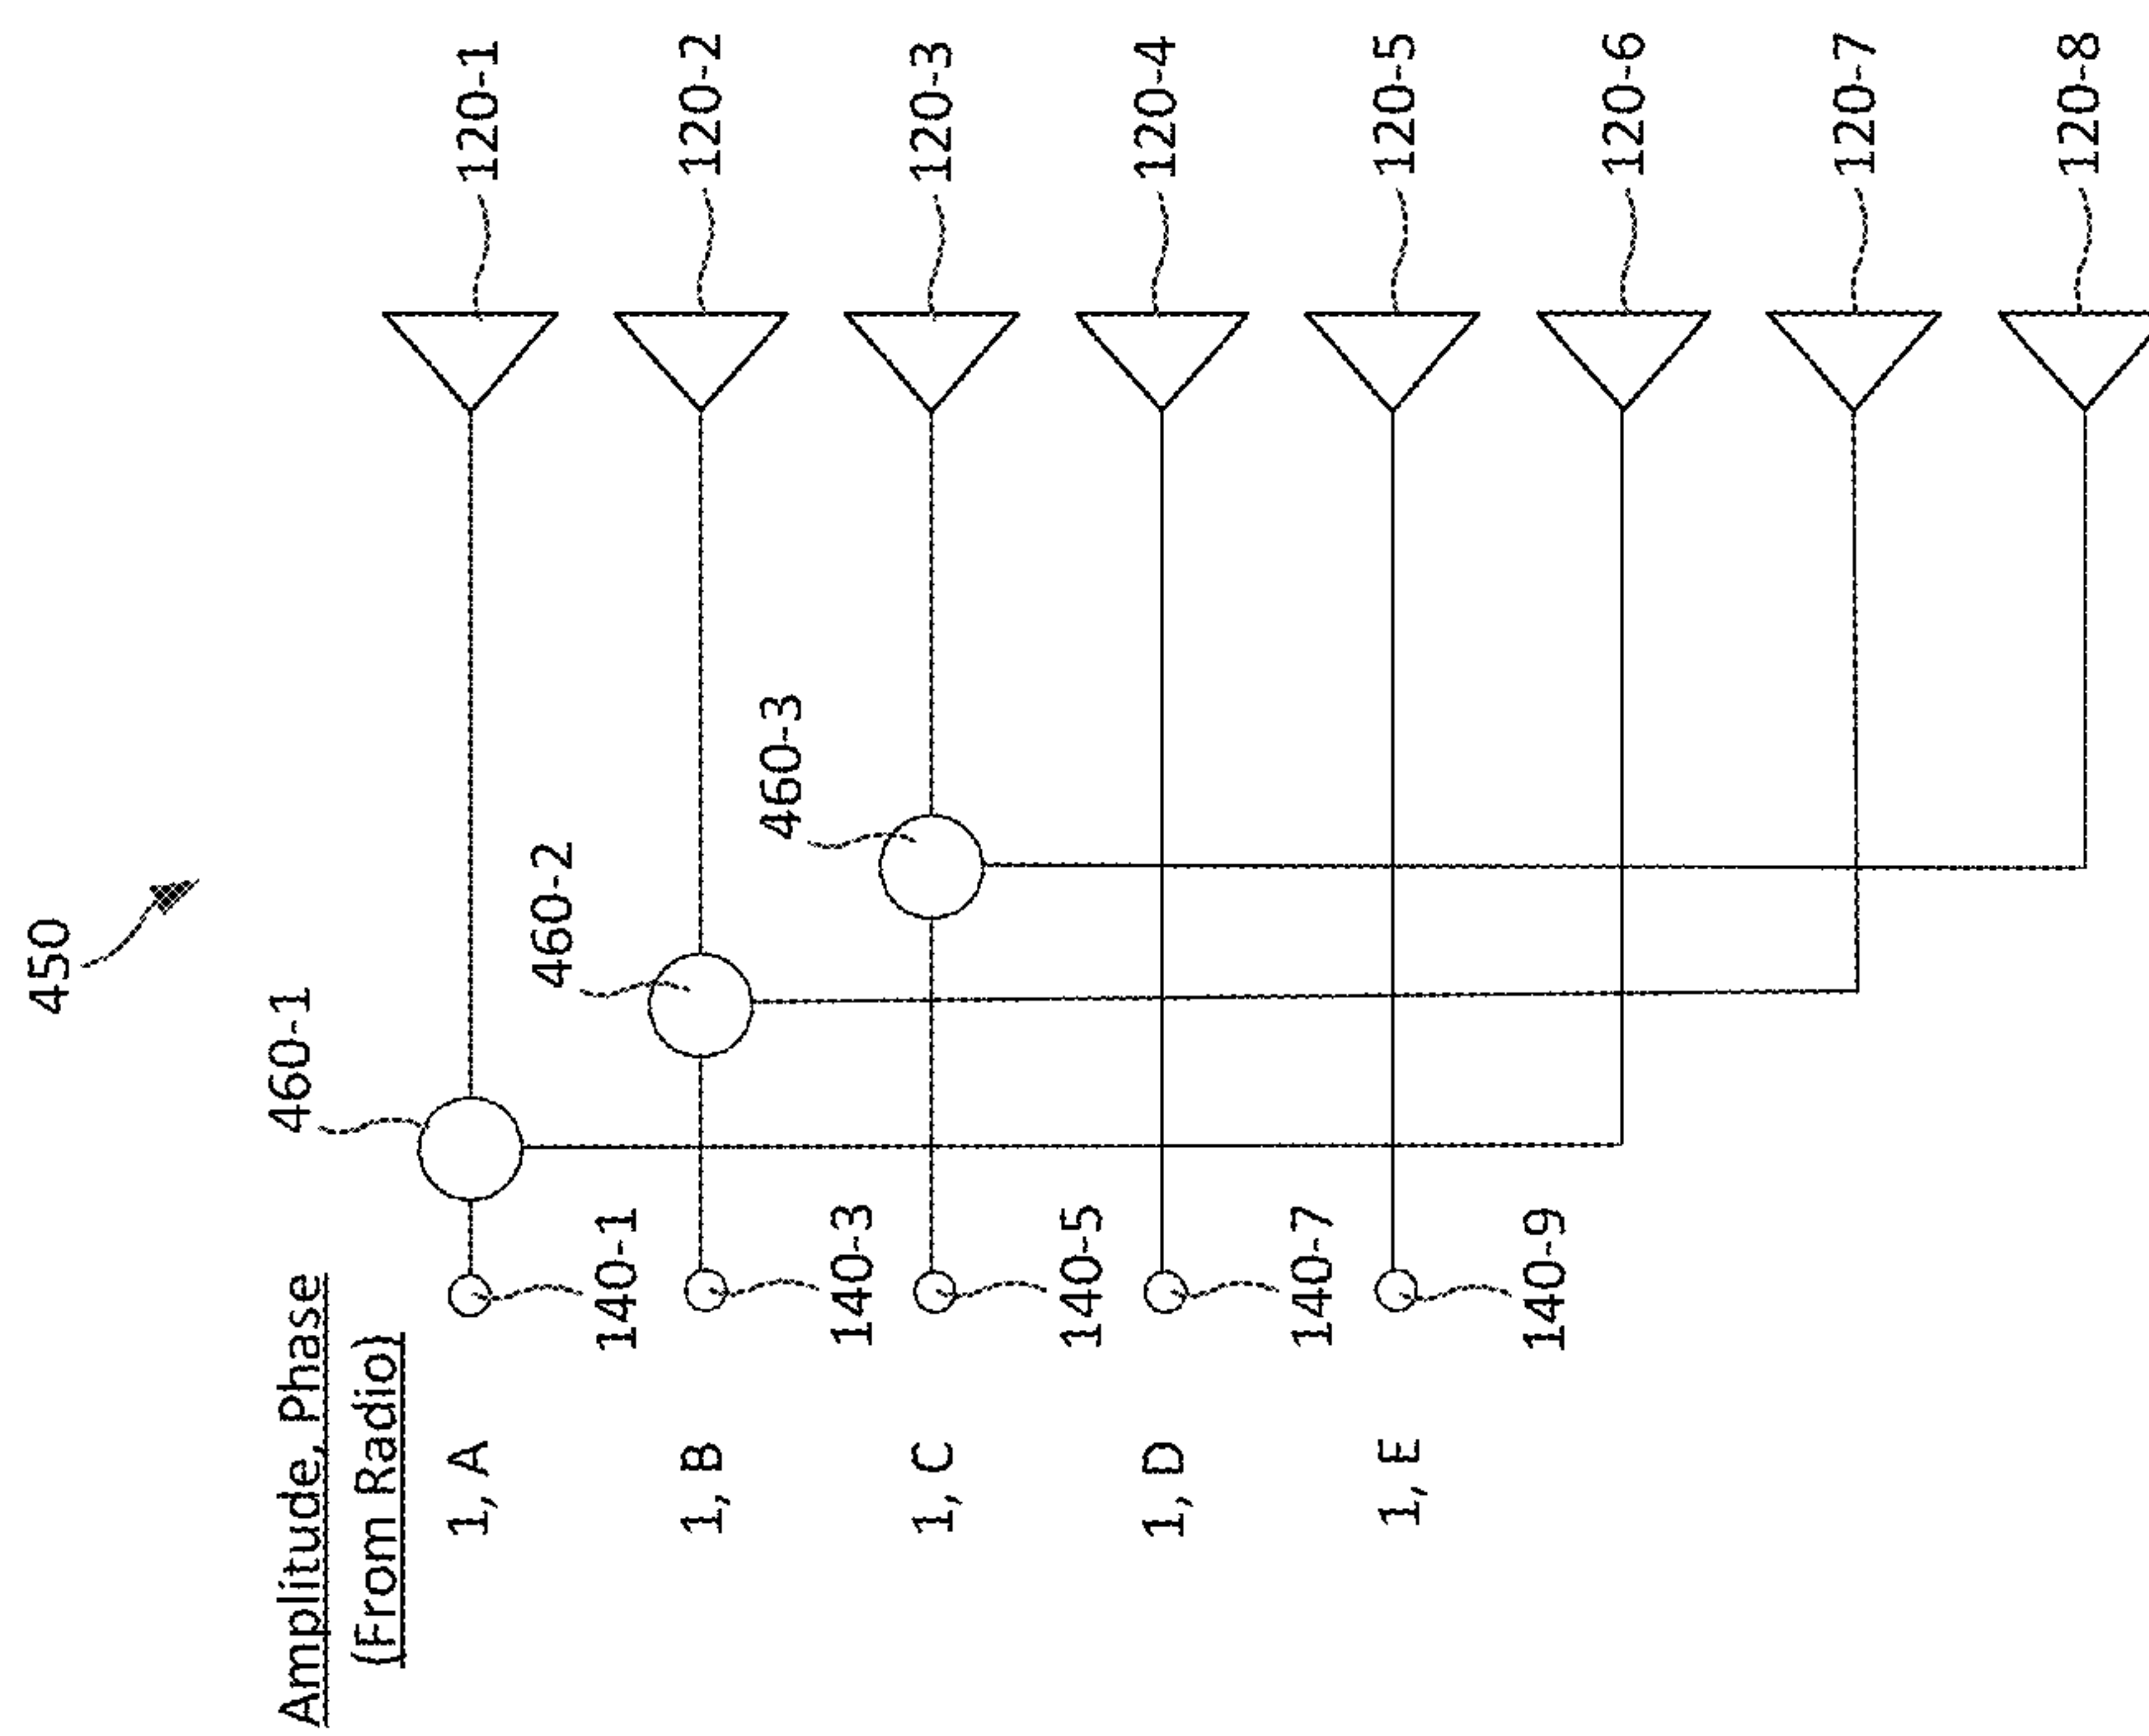 450
Amplitude, Phase
(From Radio)
1, A
140-1
460-1
120-1
1, B
140-3
460-2
120-2
1, C
140-5
460-3
120-3
1, D
140-7
120-4
1, E
140-9
120-5
120-6
120-7
120-8